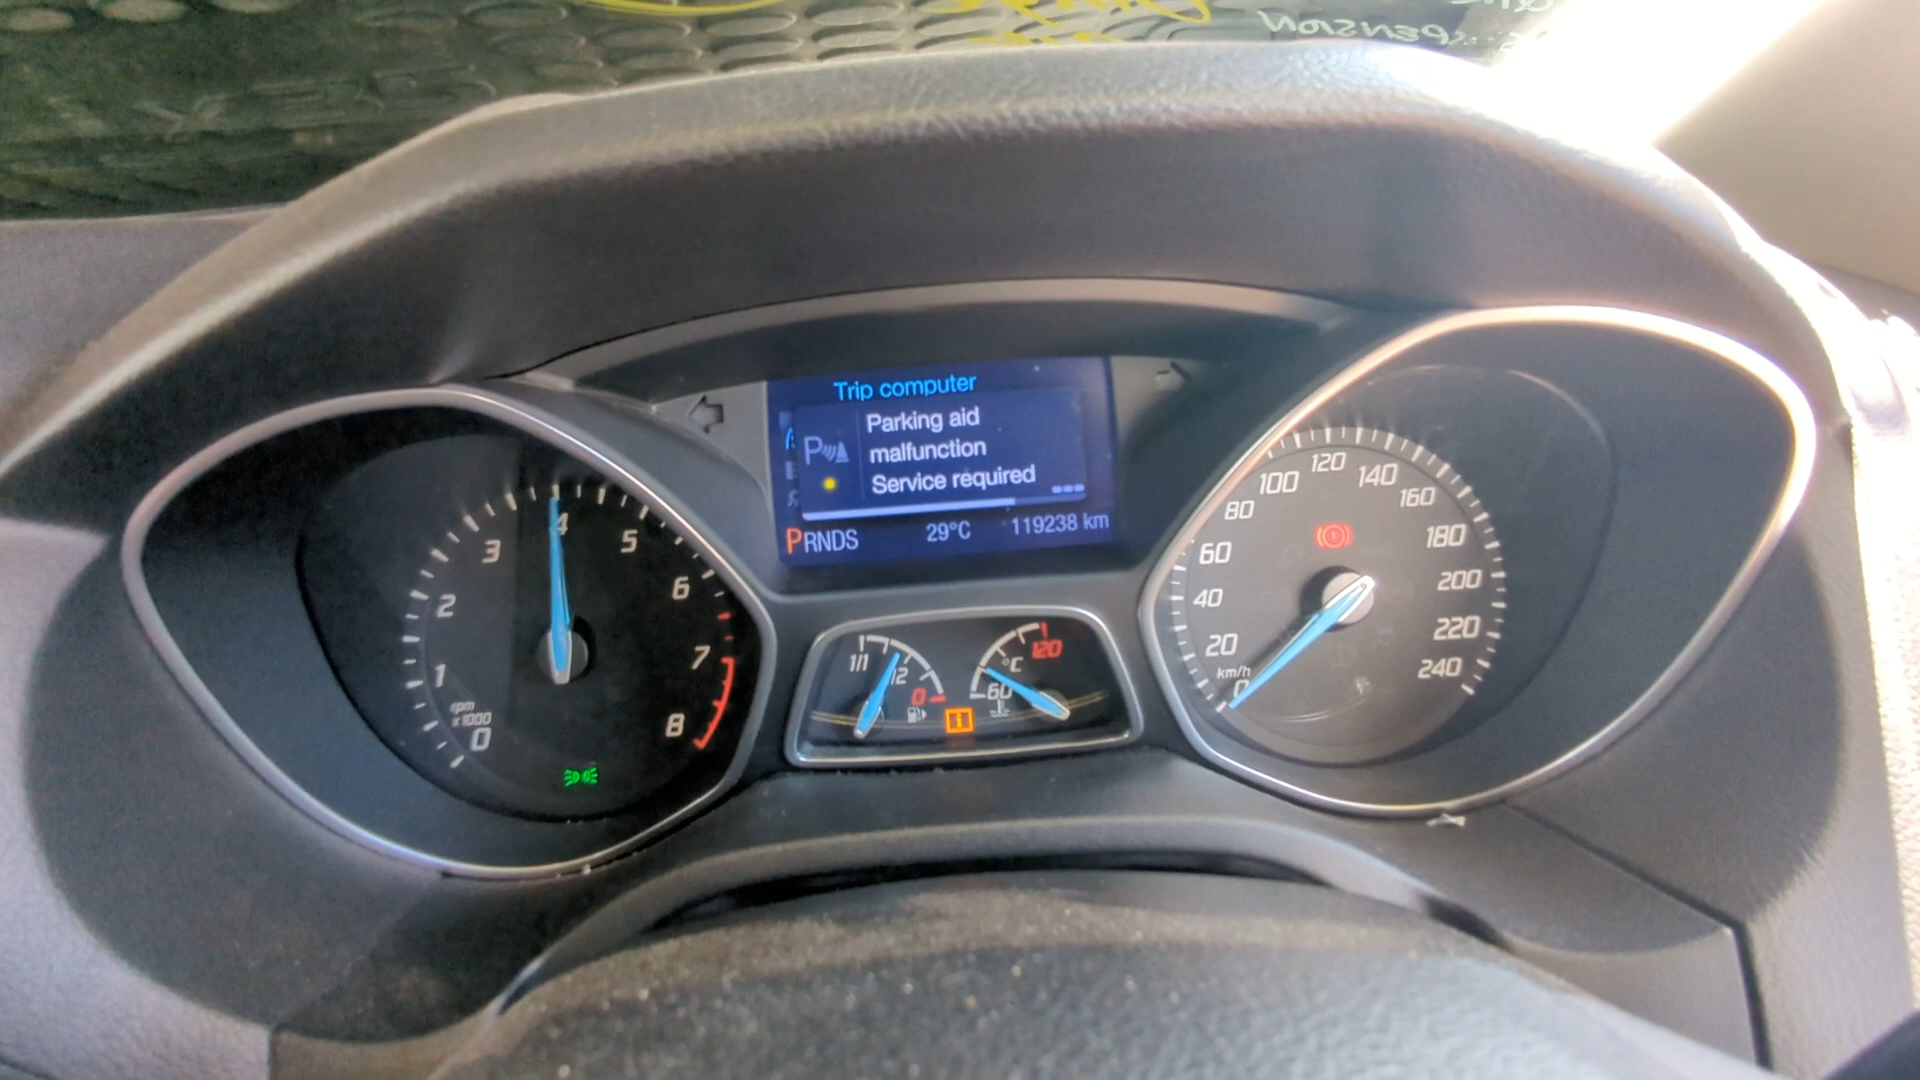 Trip computer
Parking aid
malfunction
Service required
PRNDS 29°C 119238 km
0 1 2 3 4 5 6 7 8
rpm
x 1000
1/1 1/2 0
60 °C 120
0 20 40 60 80 100 120 140 160 180 200 220 240
km/h